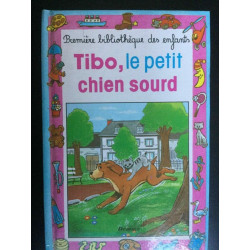 Première bibliothèque des enfants
Tibo, le petit
chien sourd